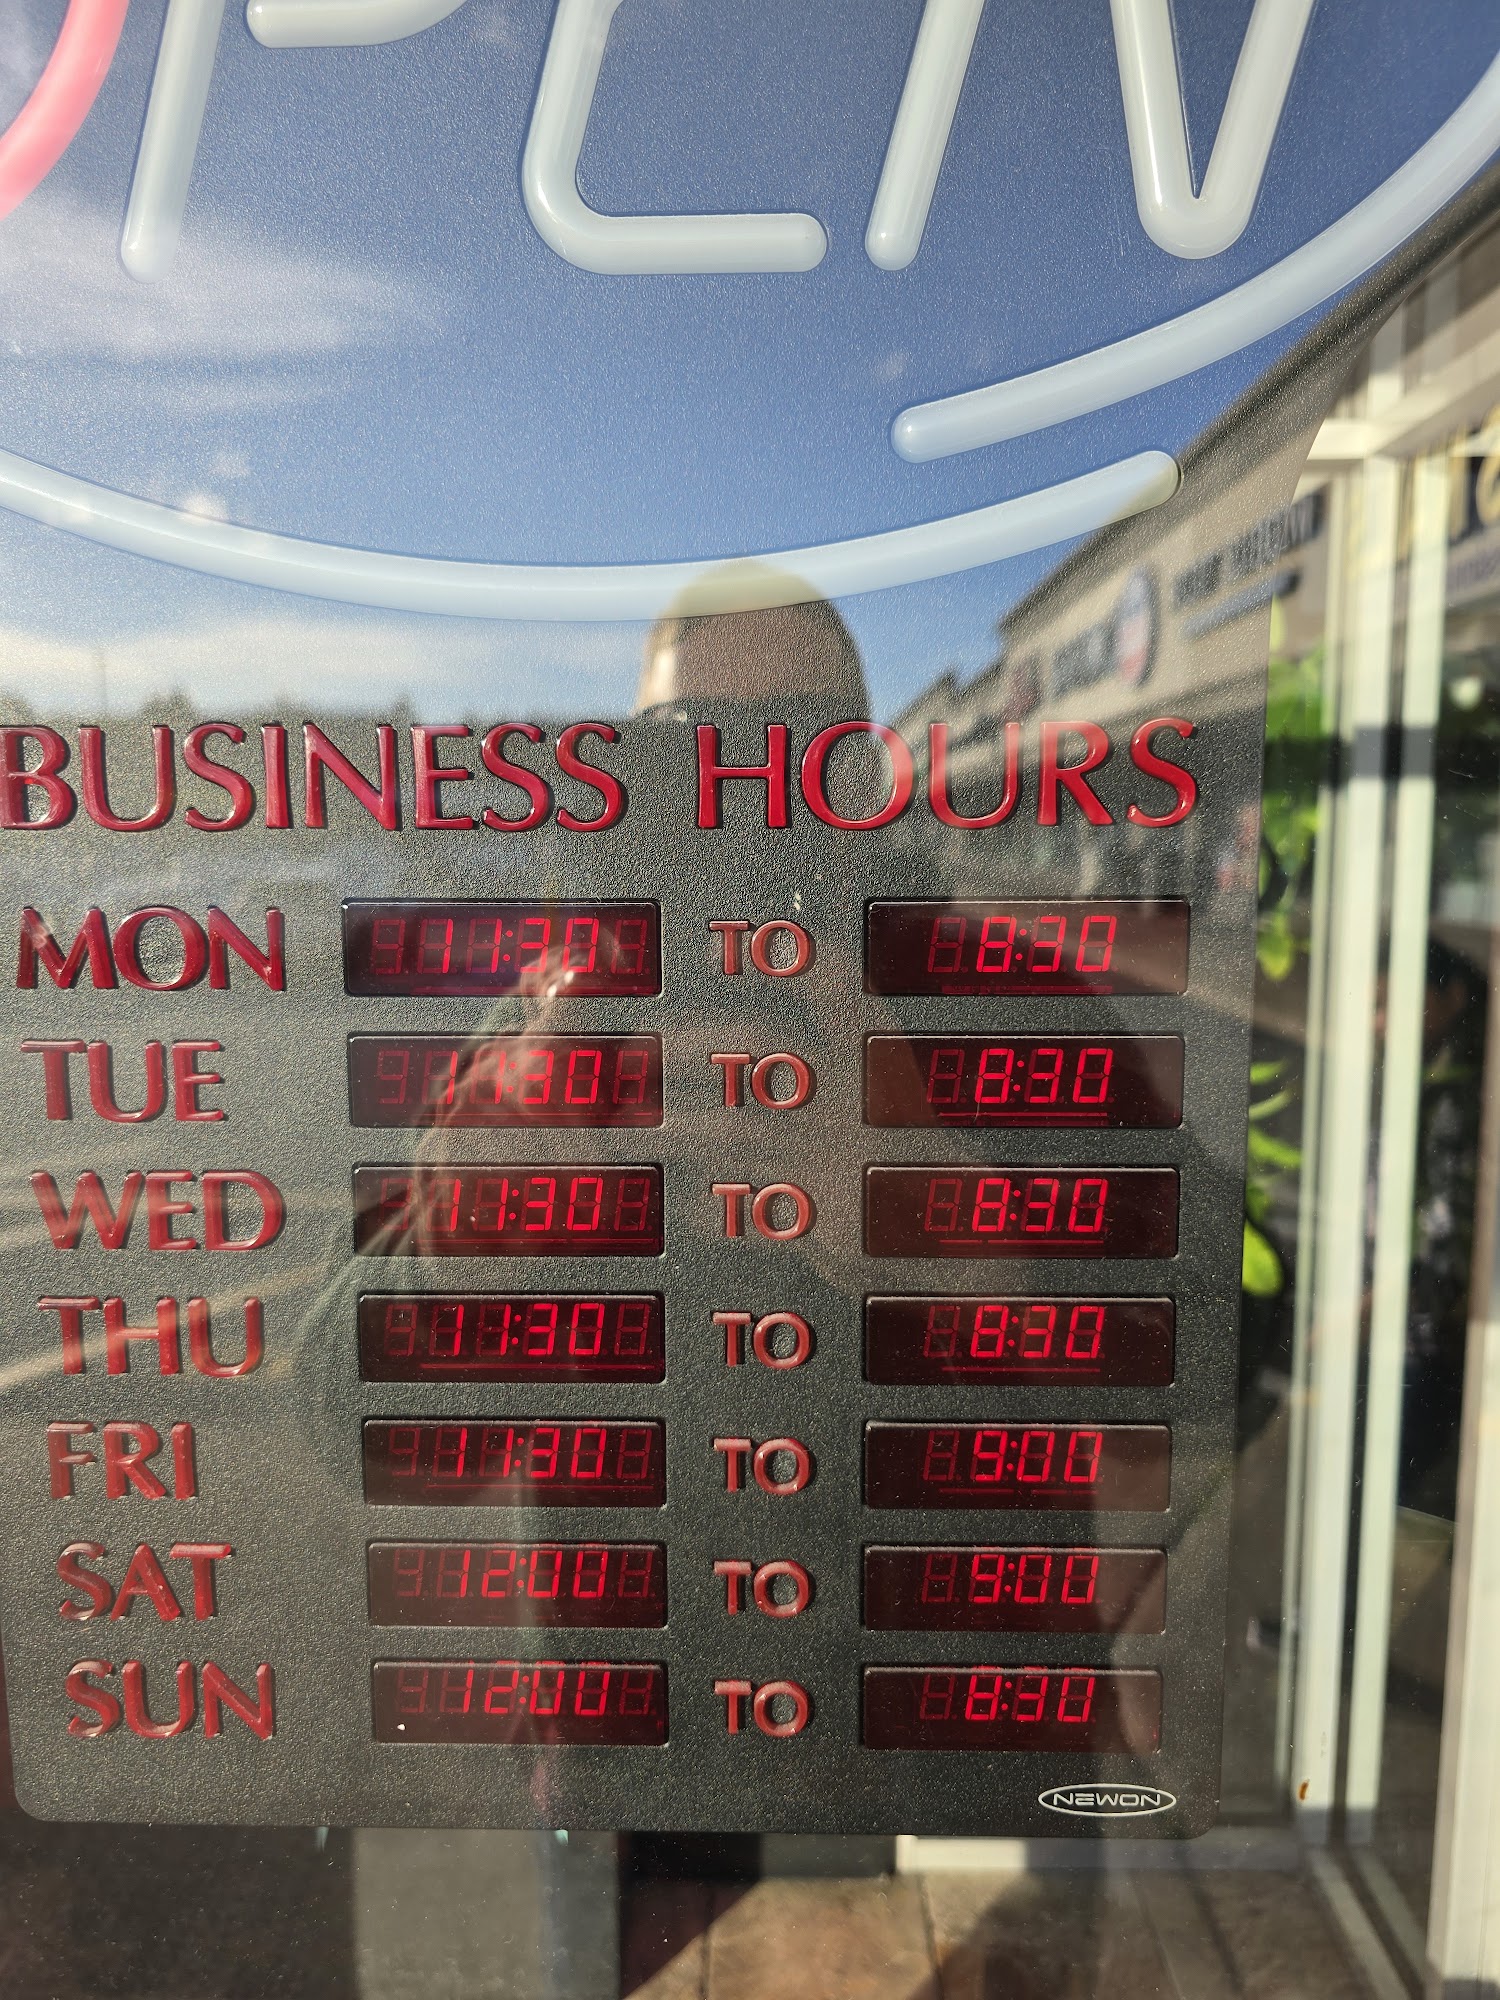 OPEN
BUSINESS HOURS
MON 11:30 TO 8:30
TUE 11:30 TO 8:30
WED 11:30 TO 8:30
THU 11:30 TO 8:30
FRI 11:30 TO 9:00
SAT 12:00 TO 9:00
SUN 12:00 TO 8:30
NEWON